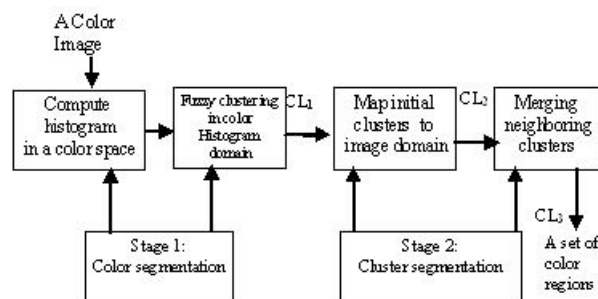 A Color
Image
Compute
histogram
in a color space
Fuzzy clustering
in color
Histogram
domain
CL1
Map initial
clusters to
image domain
CL2
Merging
neighboring
clusters
CL3
A set of
color
regions
Stage 1:
Color segmentation
Stage 2:
Cluster segmentation